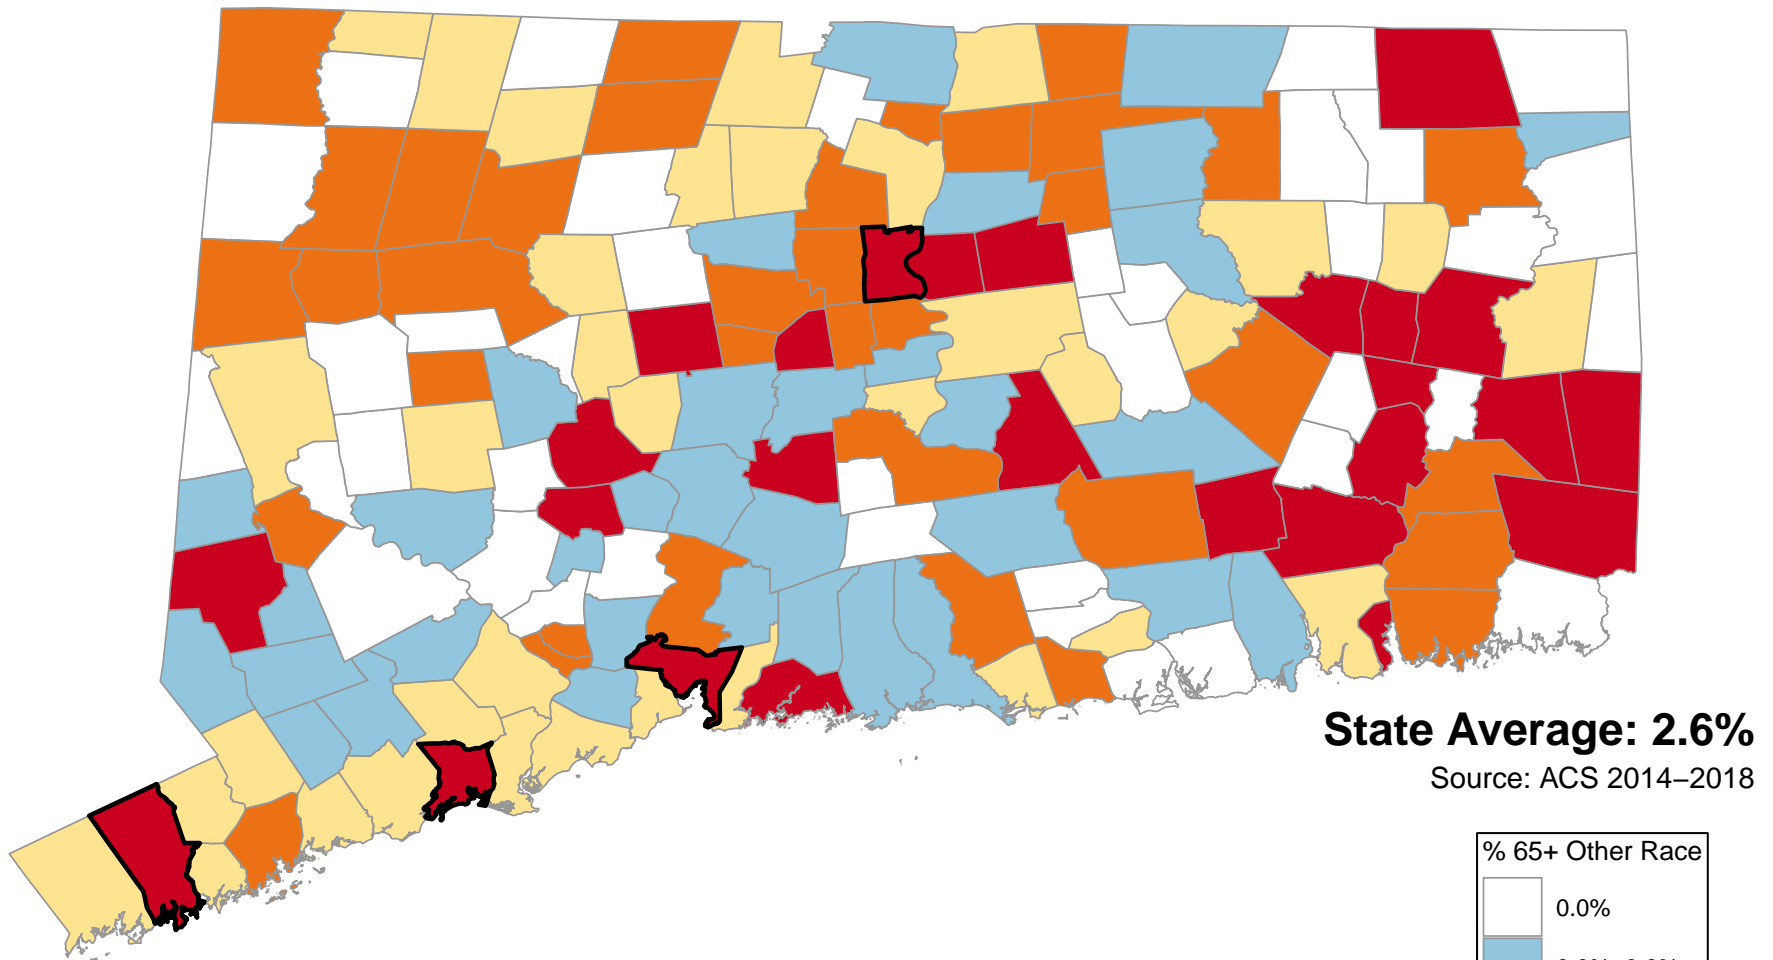 State Average: 2.6%
Source: ACS 2014–2018
% 65+ Other Race
0.0%